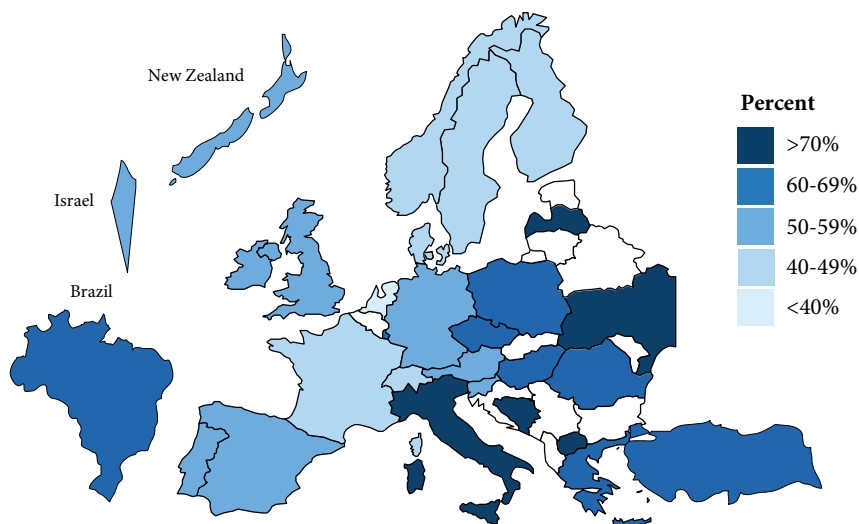 New Zealand
Israel
Brazil
Percent
>70%
60-69%
50-59%
40-49%
<40%